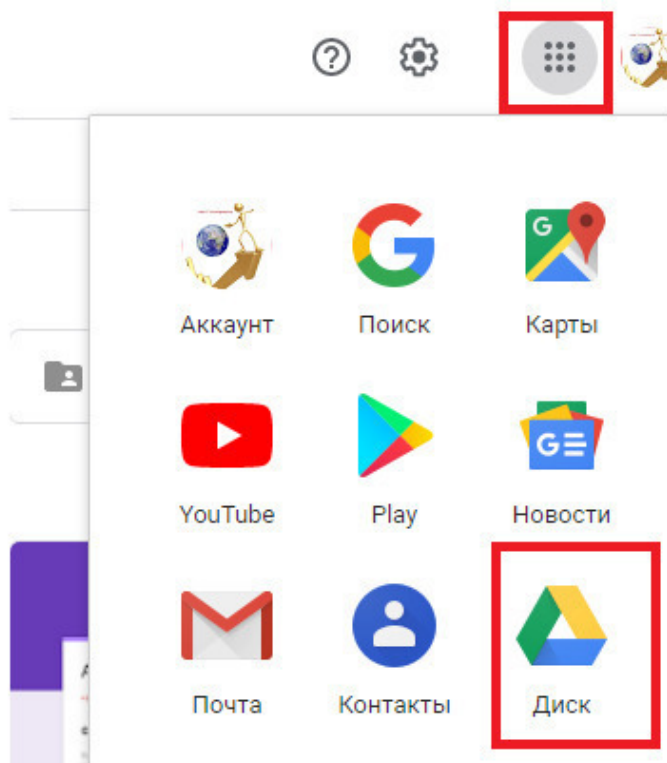 Аккаунт
Поиск
Карты
YouTube
Play
Новости
Почта
Контакты
Диск